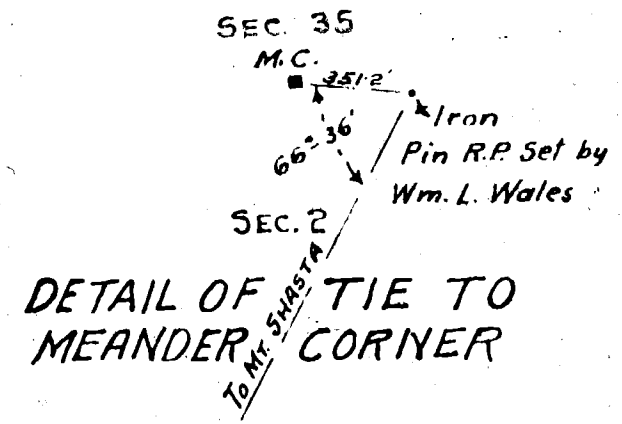 SEC. 35
M.C.
351.2'
Iron
Pin R.P. Set by
Wm. L. Wales
66°-36'
SEC. 2
To MT. SHASTA
DETAIL OF TIE TO
MEANDER CORNER